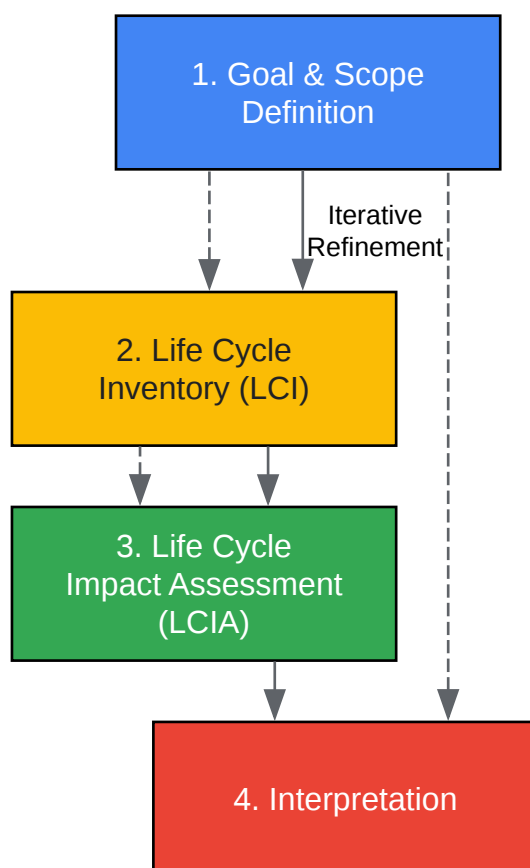 1. Goal & Scope
Definition
Iterative
Refinement
2. Life Cycle
Inventory (LCI)
3. Life Cycle
Impact Assessment
(LCIA)
4. Interpretation